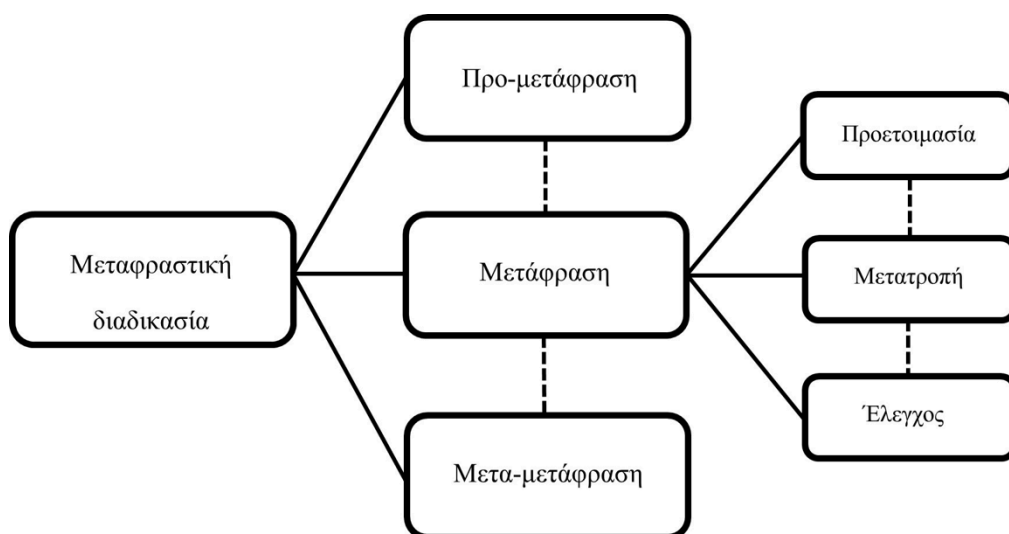 Προ-μετάφραση
Προετοιμασία
Μεταφραστική
διαδικασία
Μετάφραση
Μετατροπή
Έλεγχος
Μετα-μετάφραση